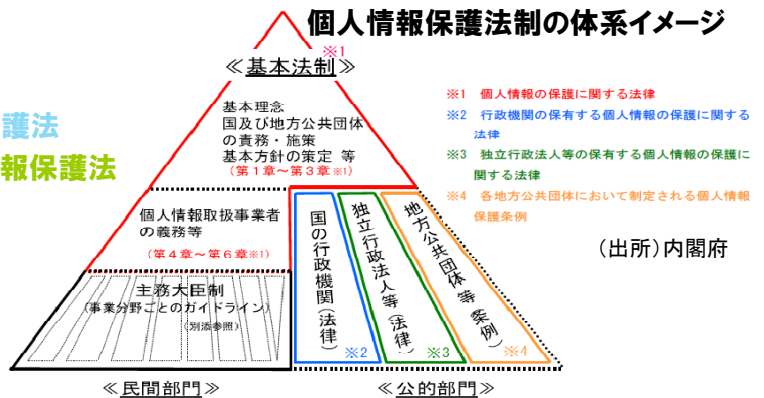 個人情報保護法制の体系イメージ
※1
≪基本法制≫
基本理念
国及び地方公共団体
の責務・施策
基本方針の策定 等
(第1章～第3章※1)
個人情報取扱事業者
の義務等
(第4章～第6章※1)
主務大臣制
(事業分野ごとのガイドライン)
(別添参照)
国の行政機関(法律)
※2
独立行政法人等(法律)
※3
地方公共団体等(条例)
※4
≪民間部門≫
≪公的部門≫
※1 個人情報の保護に関する法律
※2 行政機関の保有する個人情報の保護に関する
法律
※3 独立行政法人等の保有する個人情報の保護に
関する法律
※4 各地方公共団体において制定される個人情報
保護条例
(出所)内閣府
護法
報保護法